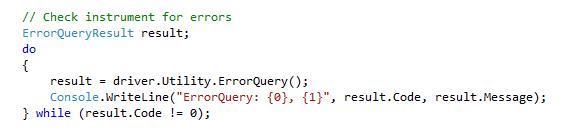 // Check instrument for errors
ErrorQueryResult result;
do
{
    result = driver.Utility.ErrorQuery();
    Console.WriteLine("ErrorQuery: {0}, {1}", result.Code, result.Message);
} while (result.Code != 0);